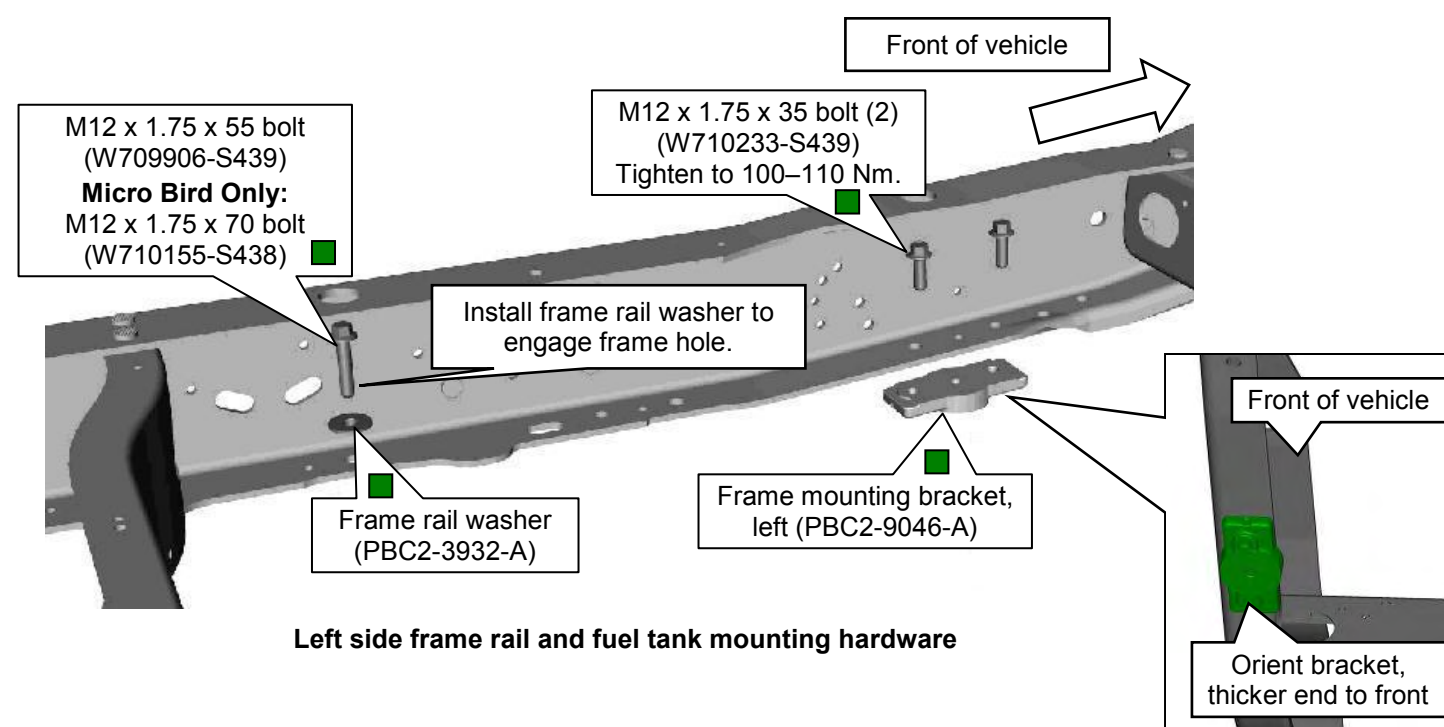 Front of vehicle
M12 x 1.75 x 55 bolt
(W709906-S439)
Micro Bird Only:
M12 x 1.75 x 70 bolt
(W710155-S438)
M12 x 1.75 x 35 bolt (2)
(W710233-S439)
Tighten to 100–110 Nm.
Install frame rail washer to
engage frame hole.
Front of vehicle
Frame rail washer
(PBC2-3932-A)
Frame mounting bracket,
left (PBC2-9046-A)
Orient bracket,
thicker end to front
Left side frame rail and fuel tank mounting hardware